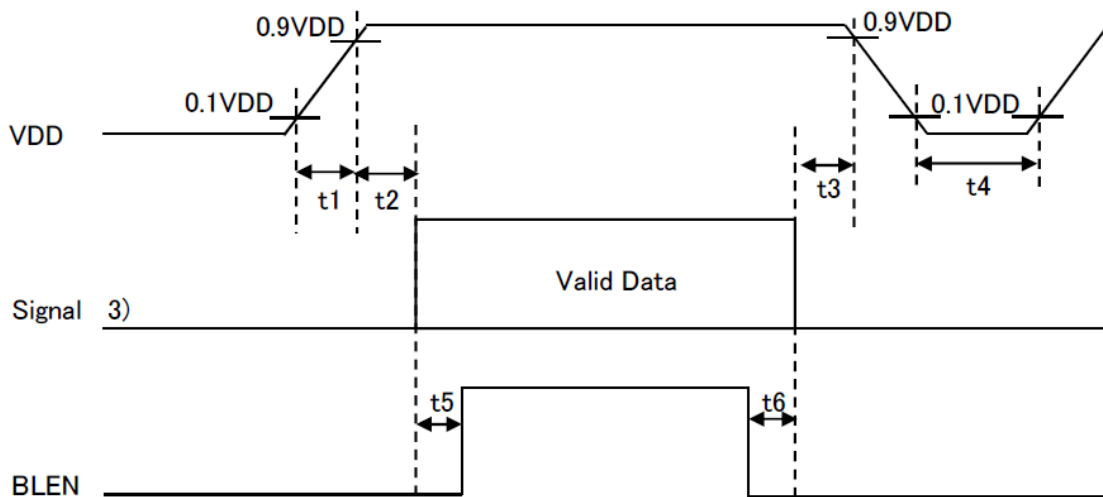 0.9VDD 0.9VDD
0.1VDD 0.1VDD
VDD
t1 t2 t3 t4
Valid Data
Signal 3)
t5 t6
BLEN